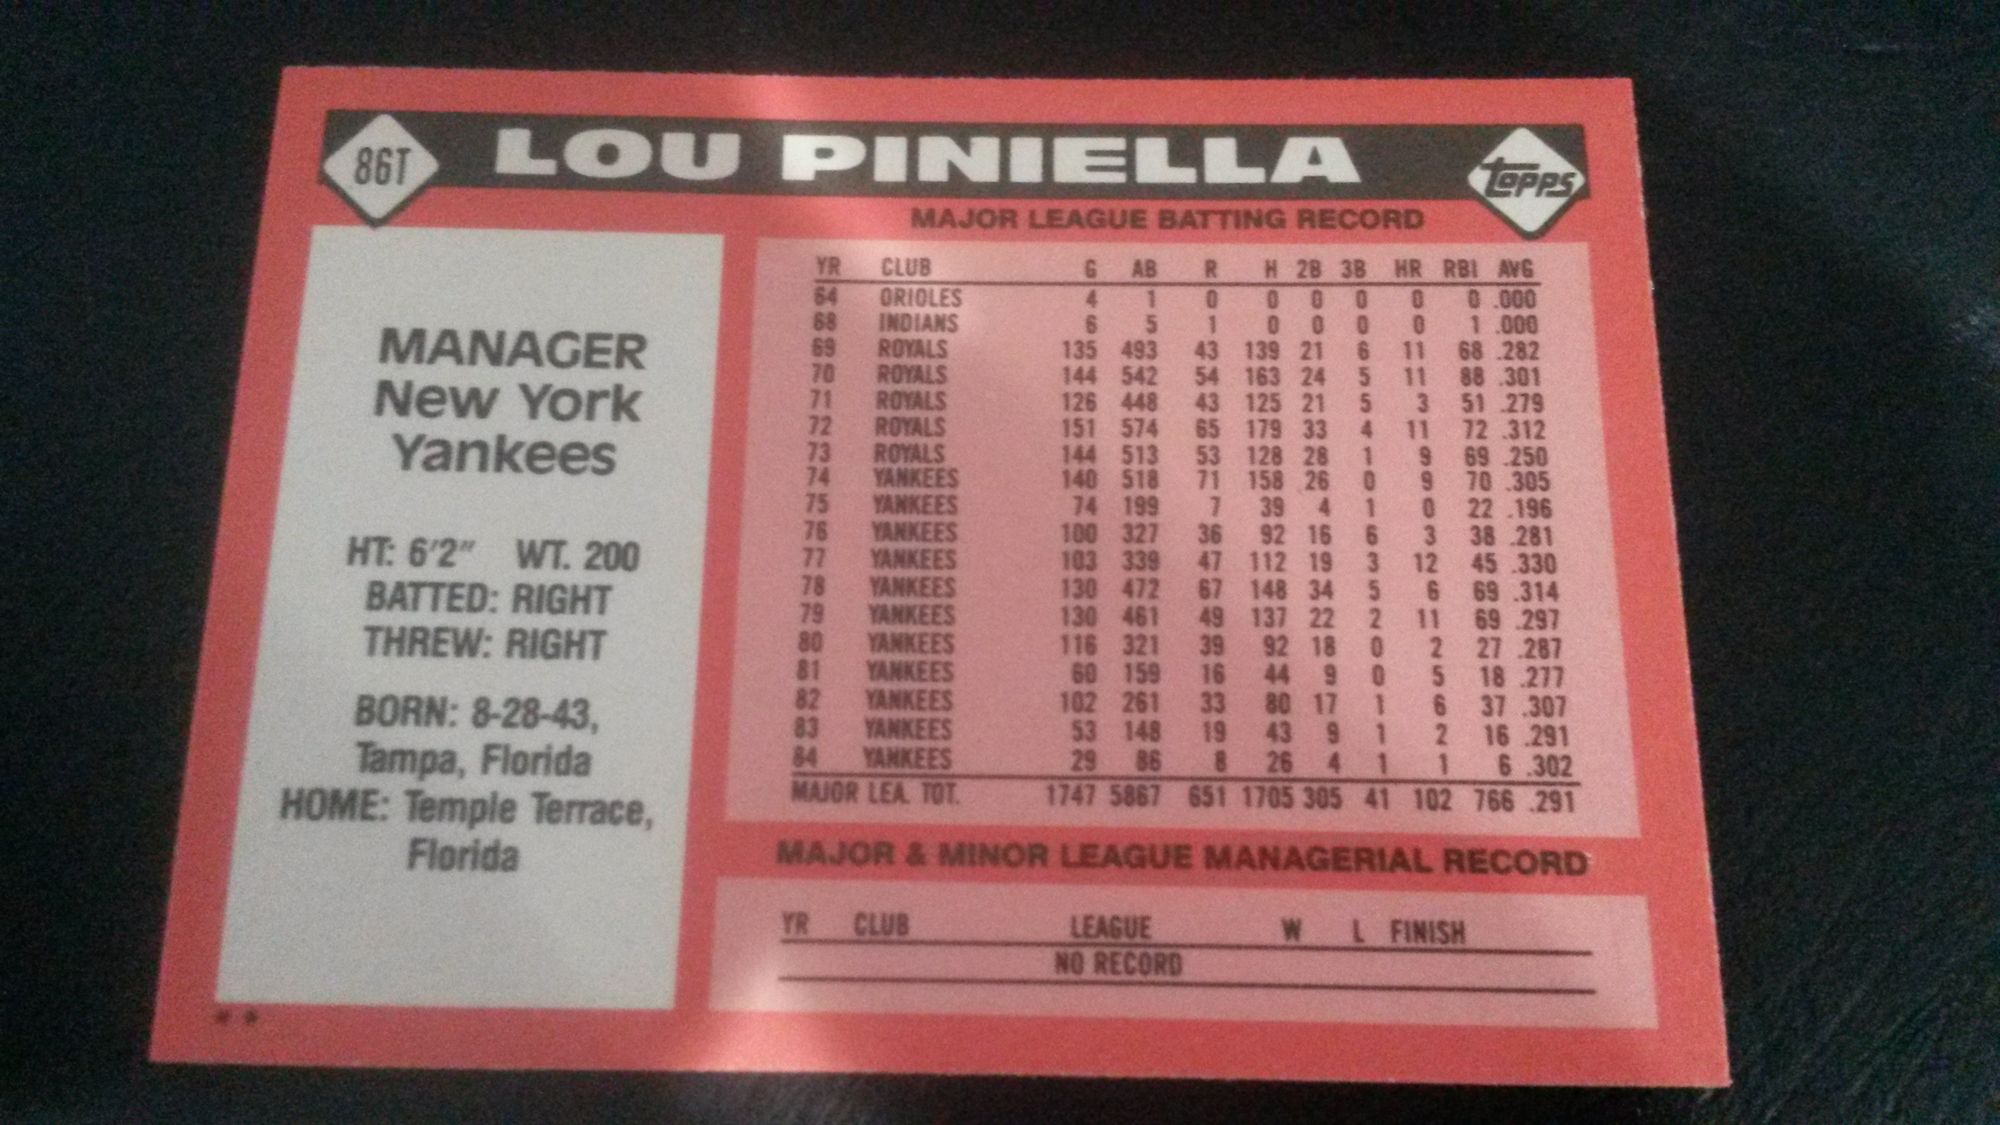 86T LOU PINIELLA Topps
MANAGER
New York
Yankees
HT: 6'2" WT. 200
BATTED: RIGHT
THREW: RIGHT
BORN: 8-28-43,
Tampa, Florida
HOME: Temple Terrace,
Florida
* *
MAJOR LEAGUE BATTING RECORD
YR CLUB G AB R H 2B 3B HR RBI AVG
64 ORIOLES 4 1 0 0 0 0 0 0 .000
68 INDIANS 6 5 1 0 0 0 0 1 .000
69 ROYALS 135 493 43 139 21 6 11 68 .282
70 ROYALS 144 542 54 163 24 5 11 88 .301
71 ROYALS 126 448 43 125 21 5 3 51 .279
72 ROYALS 151 574 65 179 33 4 11 72 .312
73 ROYALS 144 513 53 128 28 1 9 69 .250
74 YANKEES 140 518 71 158 26 0 9 70 .305
75 YANKEES 74 199 7 39 4 1 0 22 .196
76 YANKEES 100 327 36 92 16 6 3 38 .281
77 YANKEES 103 339 47 112 19 3 12 45 .330
78 YANKEES 130 472 67 148 34 5 6 69 .314
79 YANKEES 130 461 49 137 22 2 11 69 .297
80 YANKEES 116 321 39 92 18 0 2 27 .287
81 YANKEES 60 159 16 44 9 0 5 18 .277
82 YANKEES 102 261 33 80 17 1 6 37 .307
83 YANKEES 53 148 19 43 9 1 2 16 .291
84 YANKEES 29 86 8 26 4 1 1 6 .302
MAJOR LEA. TOT. 1747 5867 651 1705 305 41 102 766 .291
MAJOR & MINOR LEAGUE MANAGERIAL RECORD
YR CLUB LEAGUE W L FINISH
NO RECORD